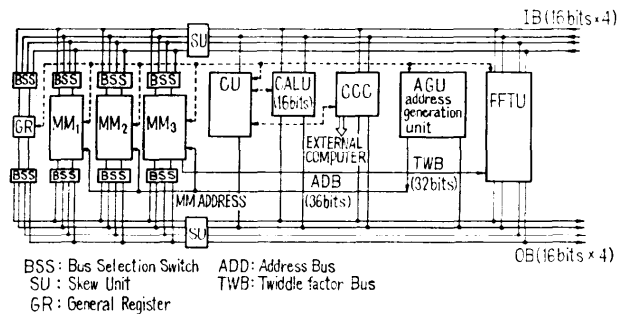 IB(16bits×4)
SU
BSS BSS BSS BSS
GR
MM1
MM2
MM3
CU
CALU
(16bits)
CCC
AGU
address
generation
unit
FFTU
EXTERNAL
COMPUTER
TWB
(32bits)
ADB
(36bits)
MM ADDRESS
BSS BSS BSS BSS
SU
OB(16bits×4)
BSS: Bus Selection Switch ADD: Address Bus
SU: Skew Unit TWB: Twiddle factor Bus
GR: General Register